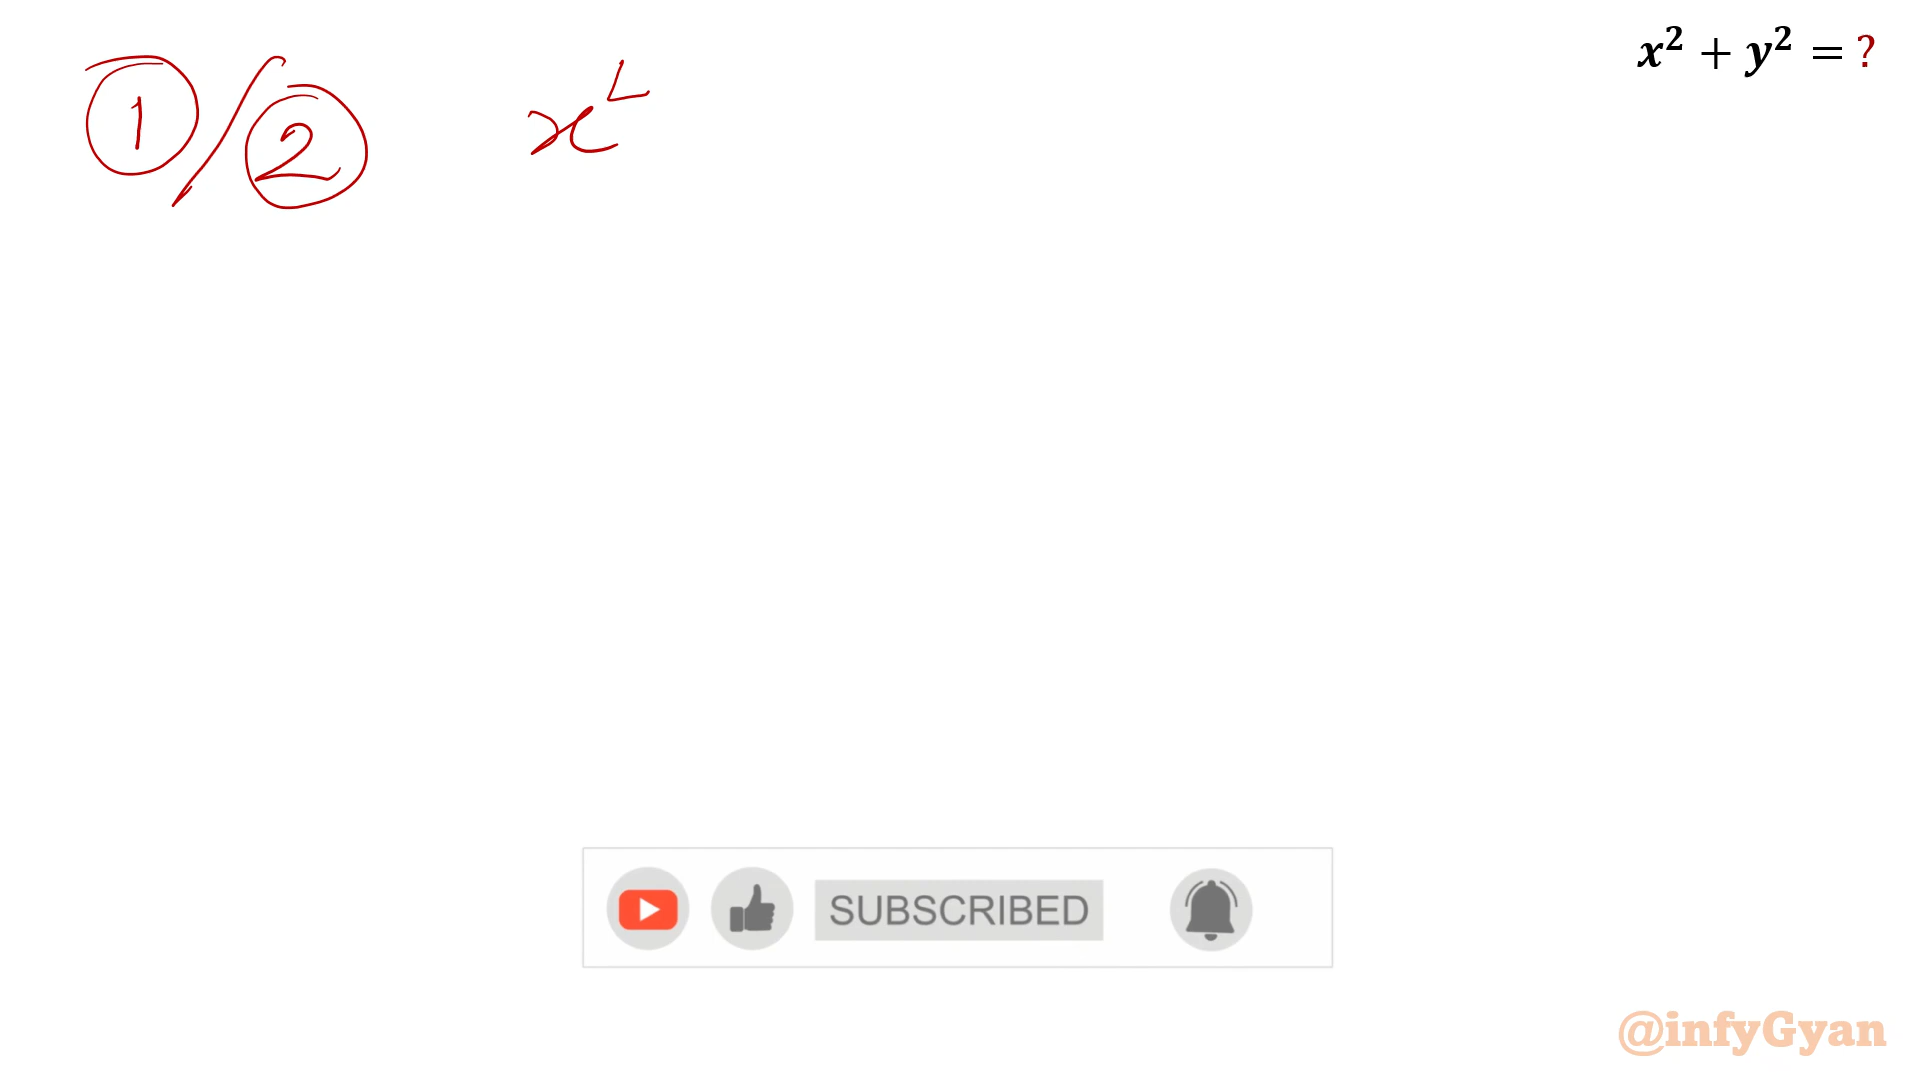 x² + y² = ?
1 / 2 x²
SUBSCRIBED
@infyGyan